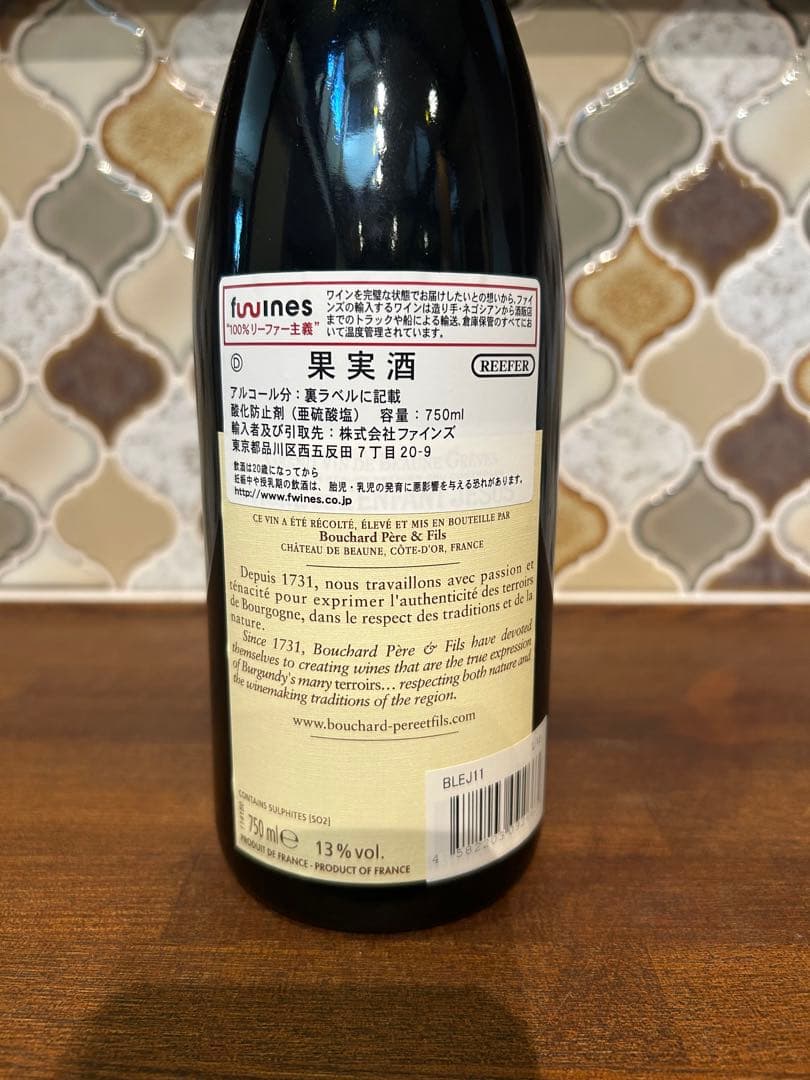 fwines
"100%リーファー主義"
ワインを完璧な状態でお届けしたいとの想いから、ファイ
ンズの輸入するワインは造り手・ネゴシアンから酒販店
までのトラックや船による輸送、倉庫保管のすべてにお
いて温度管理されています。
D
果実酒
REEFER
アルコール分：裏ラベルに記載
酸化防止剤（亜硫酸塩） 容量：750ml
輸入者及び引取先：株式会社ファインズ
東京都品川区西五反田7丁目20-9
飲酒は20歳になってから
妊娠中や授乳期の飲酒は、胎児・乳児の発育に悪影響を与える恐れがあります。
http://www.fwines.co.jp
VIN DE BEAUNE GRÈVES
CE VIN A ÉTÉ RÉCOLTÉ, ÉLEVÉ ET MIS EN BOUTEILLE PAR
Bouchard Père & Fils
CHÂTEAU DE BEAUNE, CÔTE-D'OR, FRANCE
Depuis 1731, nous travaillons avec passion et
ténacité pour exprimer l'authenticité des terroirs
de Bourgogne, dans le respect des traditions et de la
nature.
Since 1731, Bouchard Père & Fils have devoted
themselves to creating wines that are the true expression
of Burgundy's many terroirs... respecting both nature and
the winemaking traditions of the region.
www.bouchard-pereetfils.com
BLEJ11
CONTAINS SULPHITES [SO2]
750 ml e 13% vol.
PRODUIT DE FRANCE - PRODUCT OF FRANCE